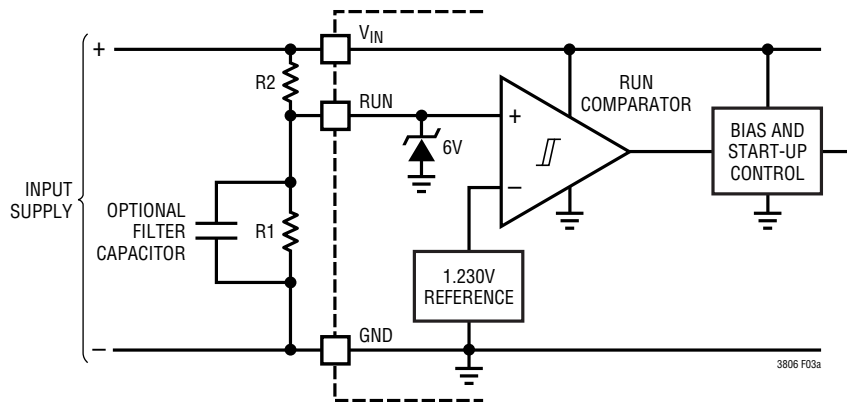 +
V_IN
R2
RUN
RUN
COMPARATOR
+
6V
BIAS AND
START-UP
CONTROL
INPUT
SUPPLY
OPTIONAL
FILTER
CAPACITOR
R1
−
1.230V
REFERENCE
GND
−
3806 F03a